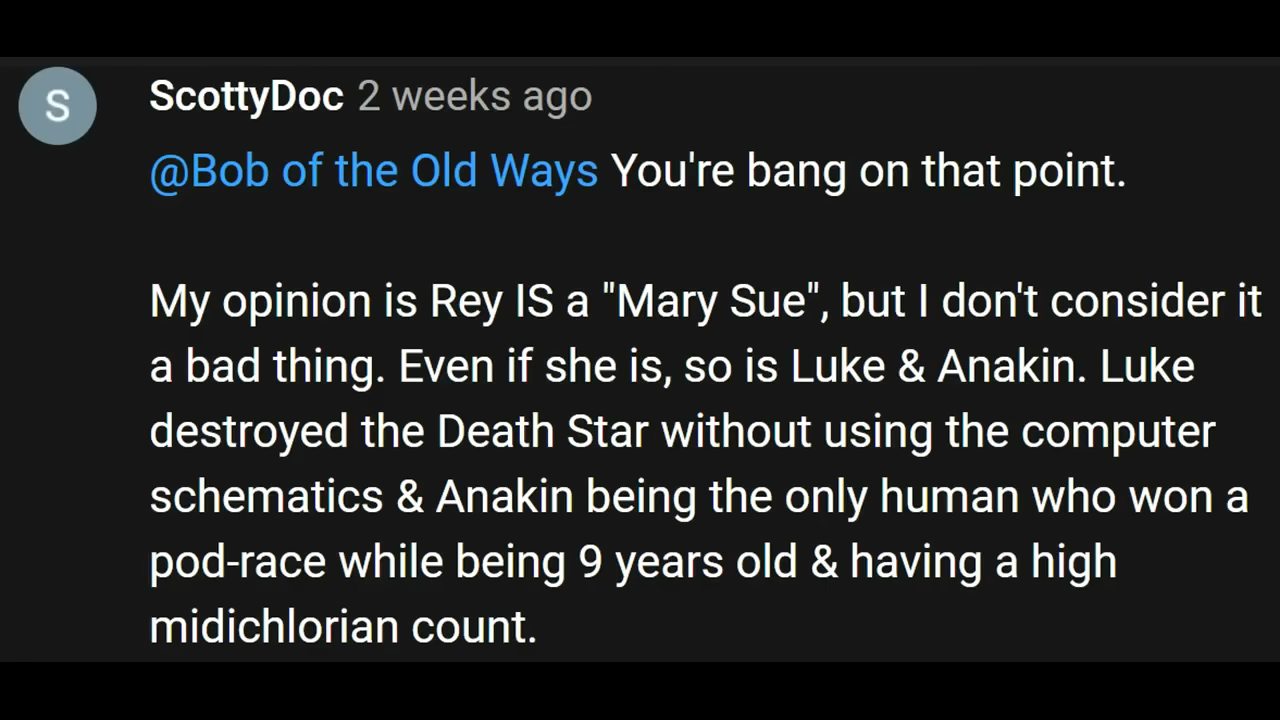 S
ScottyDoc 2 weeks ago
@Bob of the Old Ways You're bang on that point.
My opinion is Rey IS a "Mary Sue", but I don't consider it
a bad thing. Even if she is, so is Luke & Anakin. Luke
destroyed the Death Star without using the computer
schematics & Anakin being the only human who won a
pod-race while being 9 years old & having a high
midichlorian count.